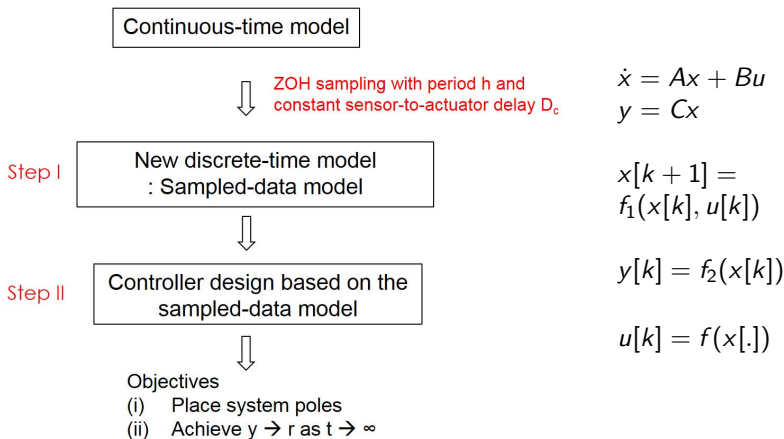 Continuous-time model
ZOH sampling with period h and
constant sensor-to-actuator delay D_c
Step I
New discrete-time model
: Sampled-data model
Step II
Controller design based on the
sampled-data model
Objectives
(i) Place system poles
(ii) Achieve y → r as t → ∞
ẋ = Ax + Bu
y = Cx
x[k + 1] =
f₁(x[k], u[k])
y[k] = f₂(x[k])
u[k] = f(x[.])